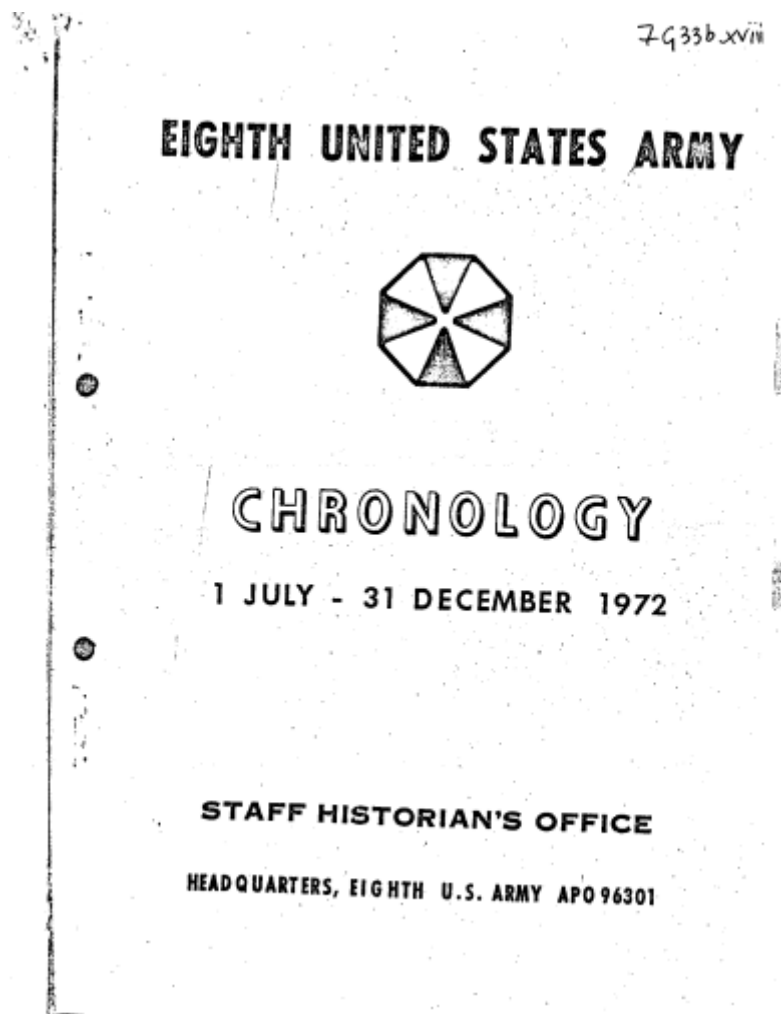 7G33b.xviii
EIGHTH UNITED STATES ARMY
CHRONOLOGY
1 JULY - 31 DECEMBER 1972
STAFF HISTORIAN'S OFFICE
HEADQUARTERS, EIGHTH U.S. ARMY APO 96301